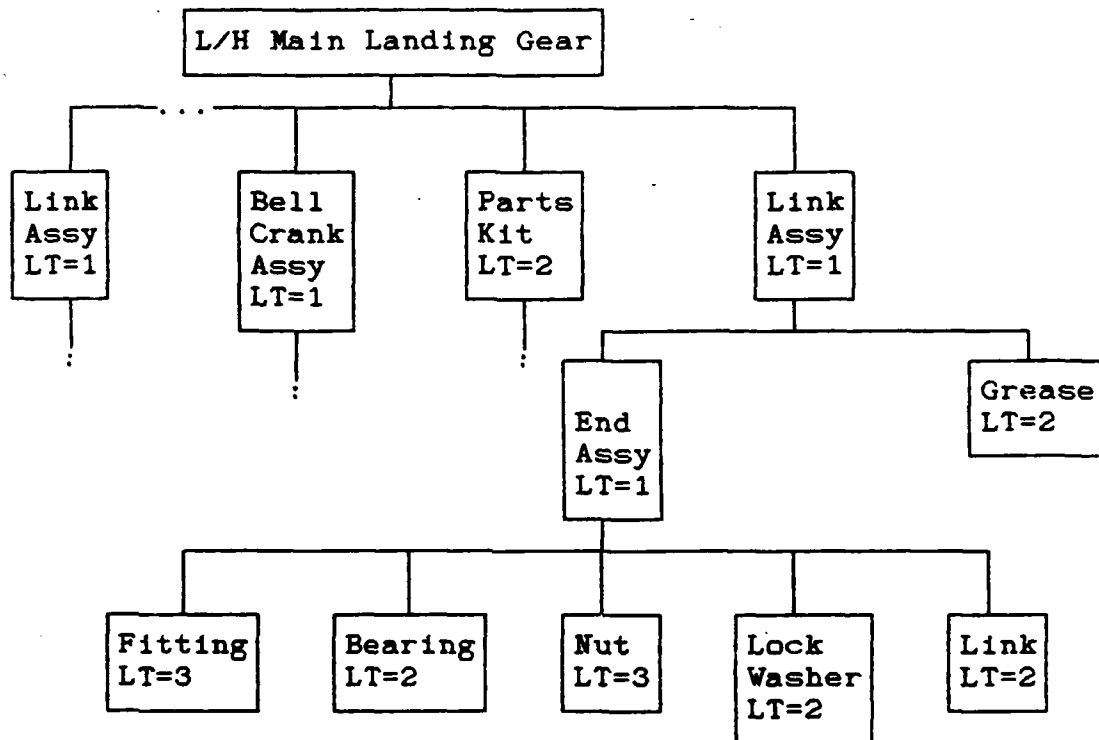 L/H Main Landing Gear
...
Link
Assy
LT=1
Bell
Crank
Assy
LT=1
Parts
Kit
LT=2
Link
Assy
LT=1
End
Assy
LT=1
Grease
LT=2
Fitting
LT=3
Bearing
LT=2
Nut
LT=3
Lock
Washer
LT=2
Link
LT=2